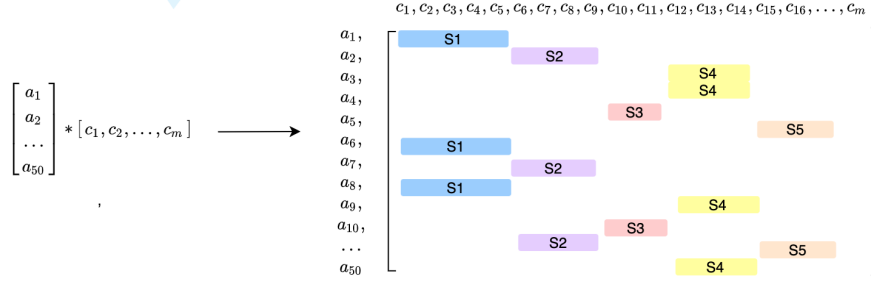 c1, c2, c3, c4, c5, c6, c7, c8, c9, c10, c11, c12, c13, c14, c15, c16, ..., cm
a1, S1
a2, S2
a3, S4
a4, S4
a5, S3 S5
a6, S1
a7, S2
a8, S1
a9, S4
a10, S3
... S2 S5
a50 S4
a1
a2
...
a50
* [c1, c2, ..., cm]
,